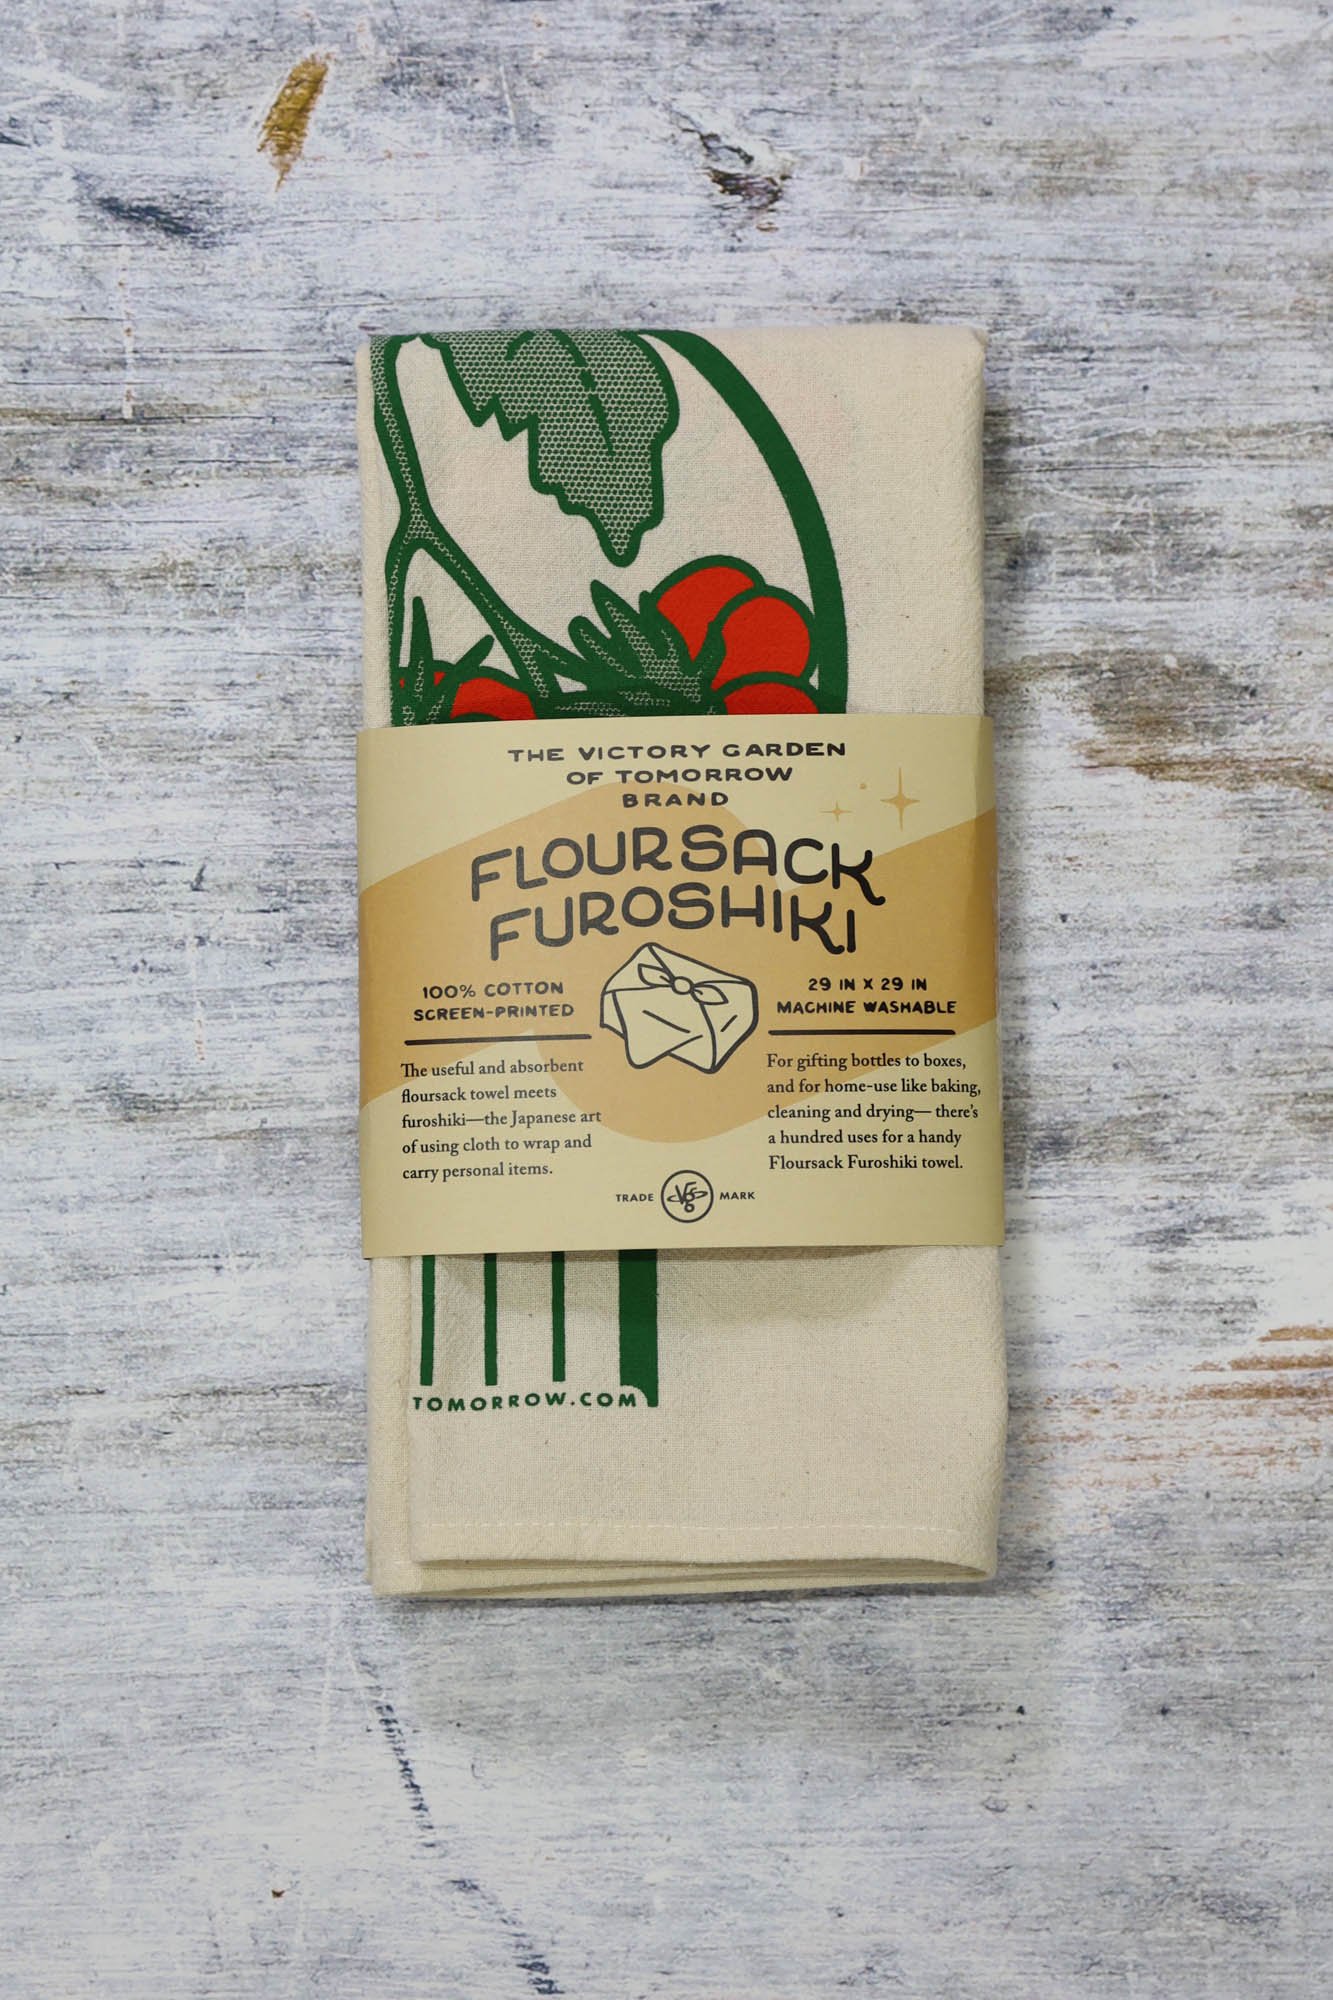 THE VICTORY GARDEN
OF TOMORROW
BRAND
FLOURSACK
FUROSHIKI
100% COTTON
SCREEN-PRINTED
The useful and absorbent
floursack towel meets
furoshiki—the Japanese art
of using cloth to wrap and
carry personal items.
29 IN X 29 IN
MACHINE WASHABLE
For gifting bottles to boxes,
and for home-use like baking,
cleaning and drying— there's
a hundred uses for a handy
Floursack Furoshiki towel.
TRADE MARK
TOMORROW.COM